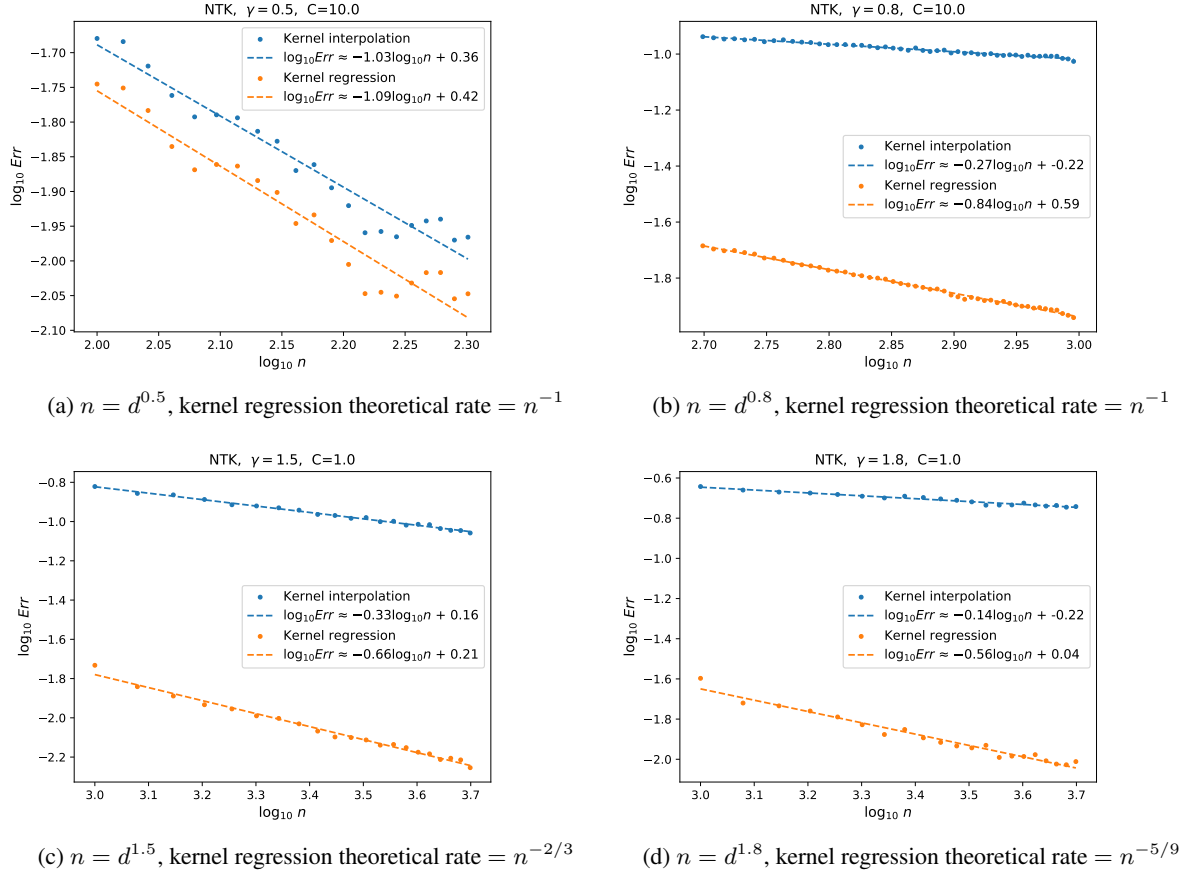 NTK, γ = 0.5, C=10.0
−1.70
−1.75
−1.80
−1.85
−1.90
−1.95
−2.00
−2.05
−2.10
log₁₀ Err
Kernel interpolation
log₁₀Err ≈ −1.03log₁₀n + 0.36
Kernel regression
log₁₀Err ≈ −1.09log₁₀n + 0.42
2.00 2.05 2.10 2.15 2.20 2.25 2.30
log₁₀ n
(a) n = d^{0.5}, kernel regression theoretical rate = n^{−1}
NTK, γ = 0.8, C=10.0
−1.0
−1.2
−1.4
−1.6
−1.8
log₁₀ Err
Kernel interpolation
log₁₀Err ≈ −0.27log₁₀n + -0.22
Kernel regression
log₁₀Err ≈ −0.84log₁₀n + 0.59
2.70 2.75 2.80 2.85 2.90 2.95 3.00
log₁₀ n
(b) n = d^{0.8}, kernel regression theoretical rate = n^{−1}
NTK, γ = 1.5, C=1.0
−0.8
−1.0
−1.2
−1.4
−1.6
−1.8
−2.0
−2.2
log₁₀ Err
Kernel interpolation
log₁₀Err ≈ −0.33log₁₀n + 0.16
Kernel regression
log₁₀Err ≈ −0.66log₁₀n + 0.21
3.0 3.1 3.2 3.3 3.4 3.5 3.6 3.7
log₁₀ n
(c) n = d^{1.5}, kernel regression theoretical rate = n^{−2/3}
NTK, γ = 1.8, C=1.0
−0.6
−0.8
−1.0
−1.2
−1.4
−1.6
−1.8
−2.0
log₁₀ Err
Kernel interpolation
log₁₀Err ≈ −0.14log₁₀n + -0.22
Kernel regression
log₁₀Err ≈ −0.56log₁₀n + 0.04
3.0 3.1 3.2 3.3 3.4 3.5 3.6 3.7
log₁₀ n
(d) n = d^{1.8}, kernel regression theoretical rate = n^{−5/9}